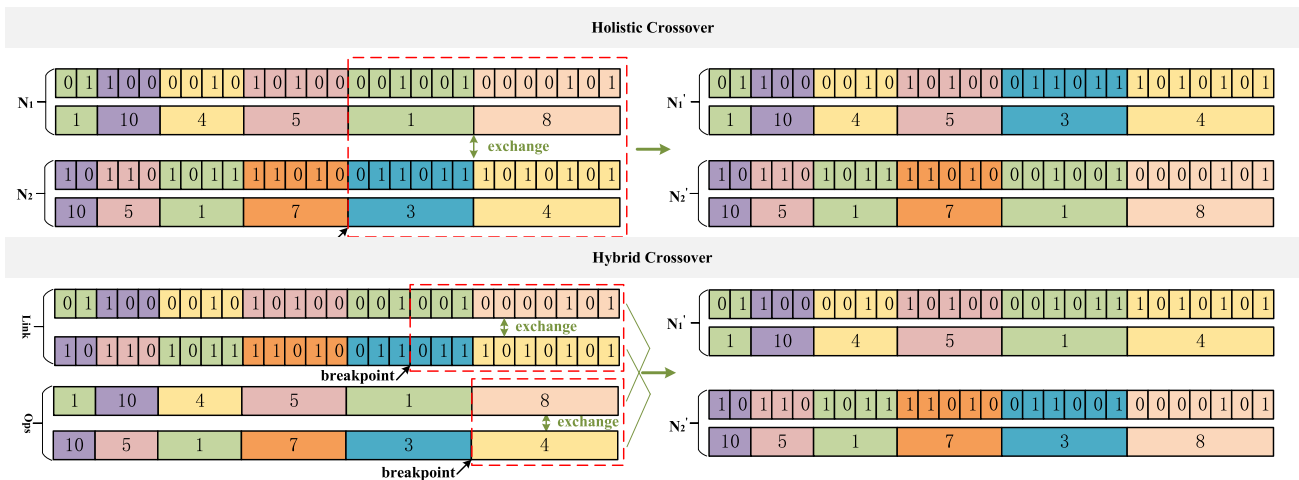 Holistic Crossover
N1
0 1 1 0 0 0 0 1 0 1 0 1 0 0 0 0 1 0 0 1 0 0 0 0 1 0 1
1 10 4 5 1 8
exchange
N2
1 0 1 1 0 1 0 1 1 1 1 0 1 0 0 1 1 0 1 1 1 0 1 0 1 0 1
10 5 1 7 3 4
N1'
0 1 1 0 0 0 0 1 0 1 0 1 0 0 0 1 1 0 1 1 1 0 1 0 1 0 1
1 10 4 5 3 4
N2'
1 0 1 1 0 1 0 1 1 1 1 0 1 0 0 0 1 0 0 1 0 0 0 0 1 0 1
10 5 1 7 1 8
Hybrid Crossover
Link
0 1 1 0 0 0 0 1 0 1 0 1 0 0 0 0 1 0 0 1 0 0 0 0 1 0 1
exchange
1 0 1 1 0 1 0 1 1 1 1 0 1 0 0 1 1 0 1 1 1 0 1 0 1 0 1
breakpoint
Ops
1 10 4 5 1 8
exchange
10 5 1 7 3 4
breakpoint
N1'
0 1 1 0 0 0 0 1 0 1 0 1 0 0 0 0 1 0 1 1 1 0 1 0 1 0 1
1 10 4 5 1 4
N2'
1 0 1 1 0 1 0 1 1 1 1 0 1 0 0 1 1 0 0 1 0 0 0 0 1 0 1
10 5 1 7 3 8